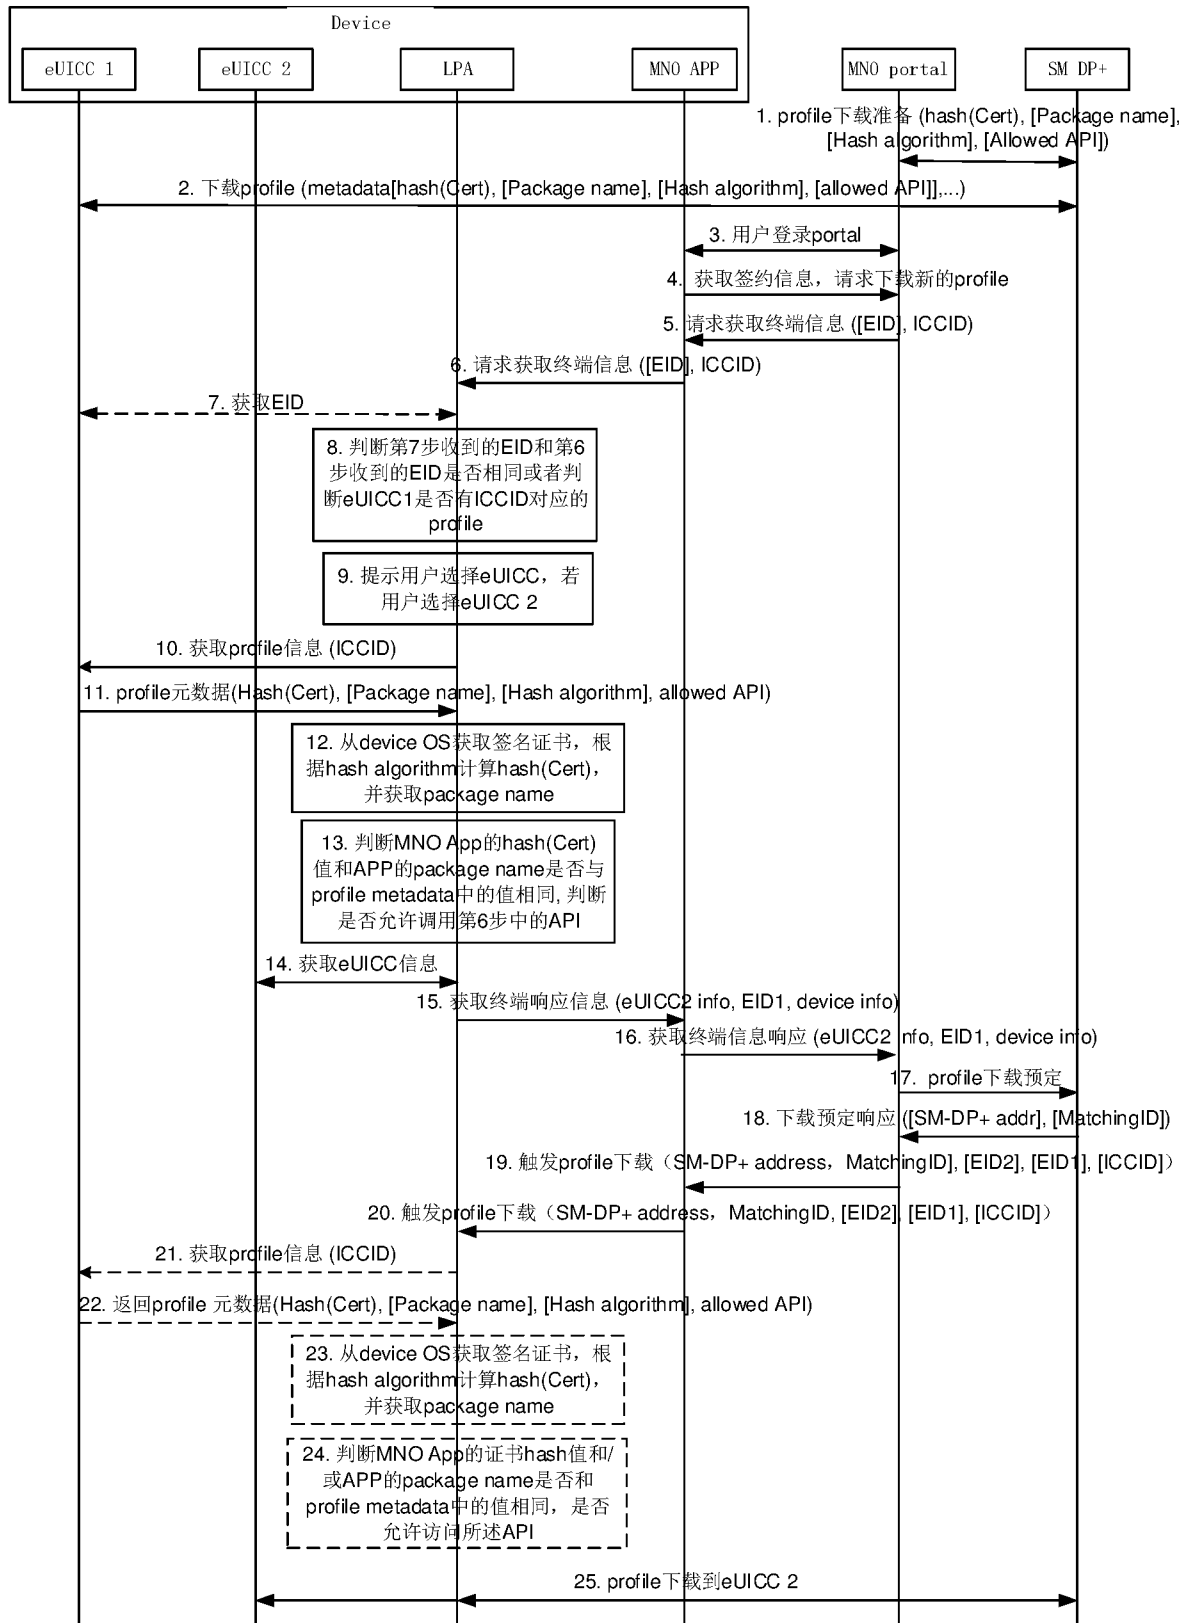 Device
eUICC 1
eUICC 2
LPA
MNO APP
MNO portal
SM DP+
1. profile下载准备 (hash(Cert), [Package name],
[Hash algorithm], [Allowed API])
2. 下载profile (metadata[hash(Cert), [Package name], [Hash algorithm], [allowed API]],...)
3. 用户登录portal
4. 获取签约信息，请求下载新的profile
5. 请求获取终端信息 ([EID], ICCID)
6. 请求获取终端信息 ([EID], ICCID)
7. 获取EID
8. 判断第7步收到的EID和第6
步收到的EID是否相同或者判
断eUICC1是否有ICCID对应的
profile
9. 提示用户选择eUICC，若
用户选择eUICC 2
10. 获取profile信息 (ICCID)
11. profile元数据(Hash(Cert), [Package name], [Hash algorithm], allowed API)
12. 从device OS获取签名证书，根
据hash algorithm计算hash(Cert)，
并获取package name
13. 判断MNO App的hash(Cert)
值和APP的package name是否与
profile metadata中的值相同, 判断
是否允许调用第6步中的API
14. 获取eUICC信息
15. 获取终端响应信息 (eUICC2 info, EID1, device info)
16. 获取终端信息响应 (eUICC2 info, EID1, device info)
17. profile下载预定
18. 下载预定响应 ([SM-DP+ addr], [MatchingID])
19. 触发profile下载（SM-DP+ address，MatchingID], [EID2], [EID1], [ICCID]）
20. 触发profile下载（SM-DP+ address，MatchingID, [EID2], [EID1], [ICCID]）
21. 获取profile信息 (ICCID)
22. 返回profile 元数据(Hash(Cert), [Package name], [Hash algorithm], allowed API)
23. 从device OS获取签名证书，根
据hash algorithm计算hash(Cert)，
并获取package name
24. 判断MNO App的证书hash值和/
或APP的package name是否和
profile metadata中的值相同，是否
允许访问所述API
25. profile下载到eUICC 2